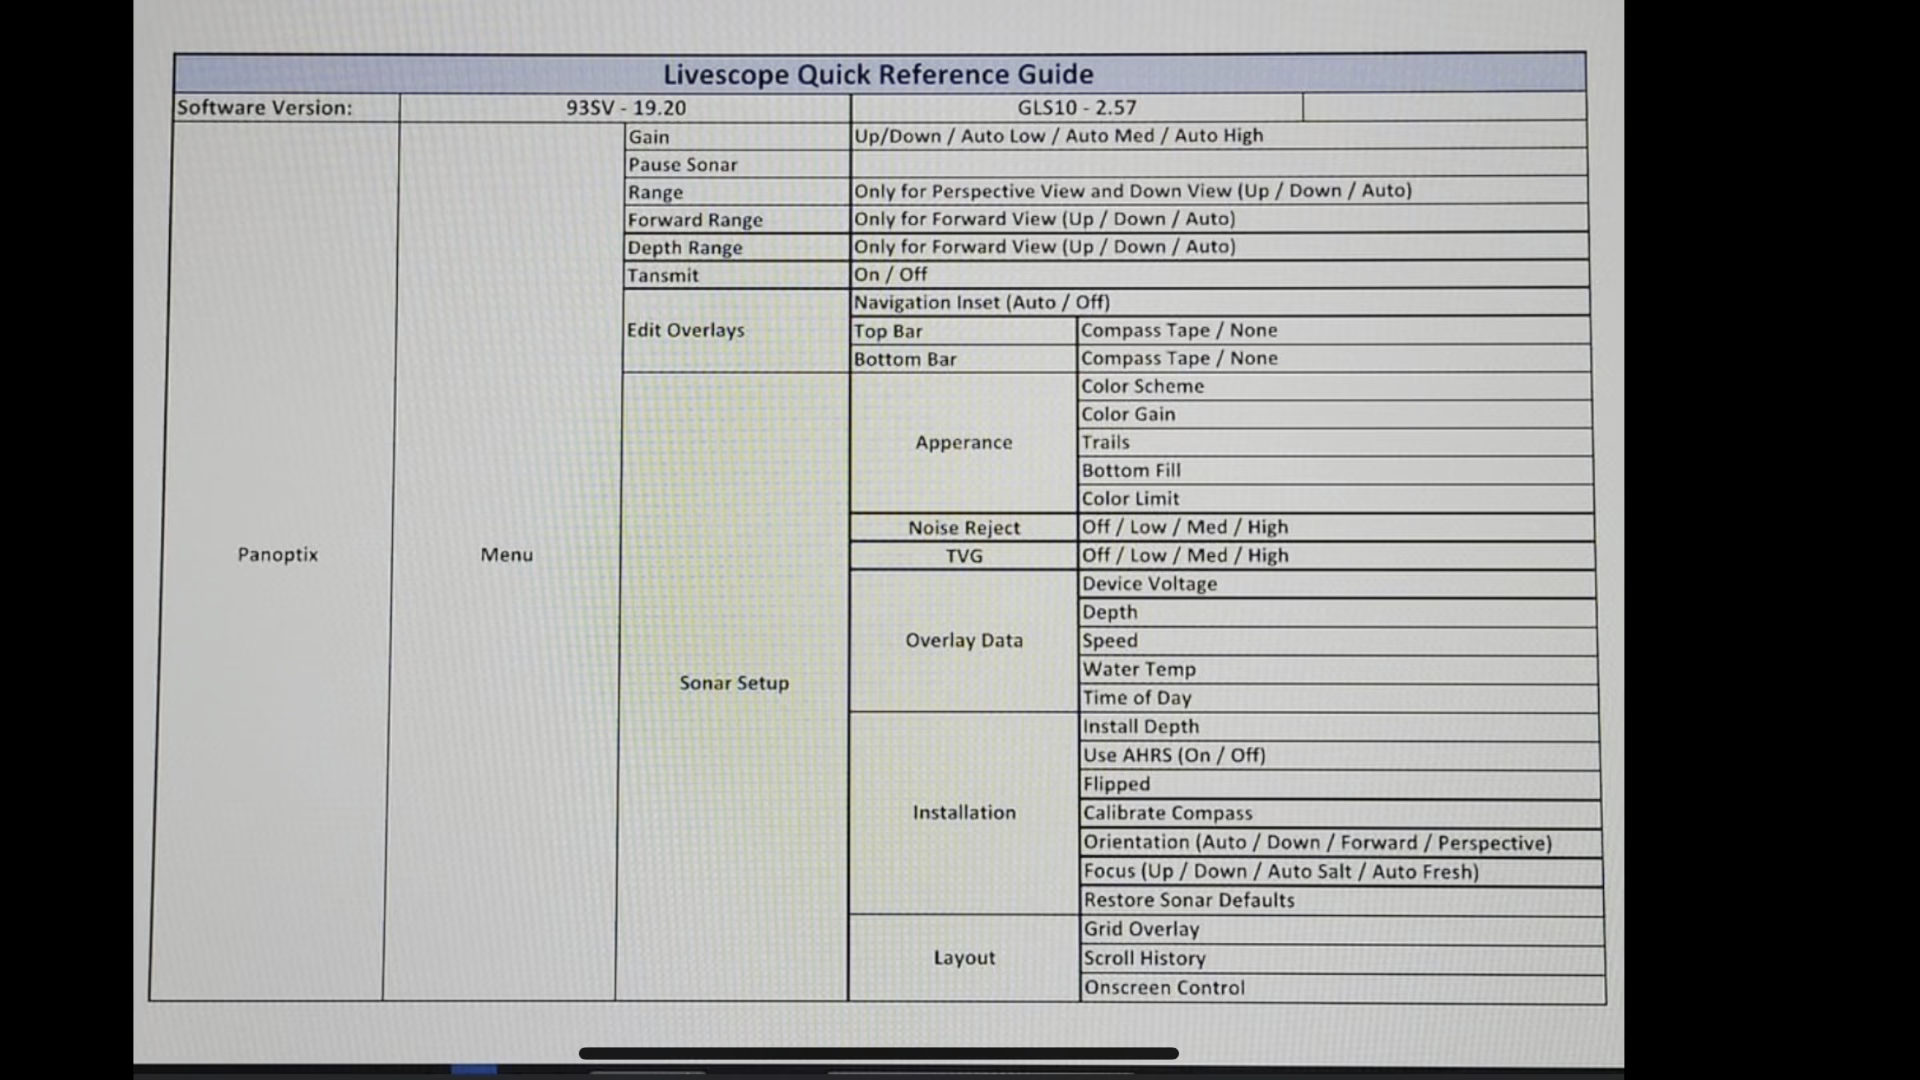 Livescope Quick Reference Guide
Software Version: 93SV - 19.20 GLS10 - 2.57
Gain Up/Down / Auto Low / Auto Med / Auto High
Pause Sonar
Range Only for Perspective View and Down View (Up / Down / Auto)
Forward Range Only for Forward View (Up / Down / Auto)
Depth Range Only for Forward View (Up / Down / Auto)
Tansmit On / Off
Navigation Inset (Auto / Off)
Edit Overlays Top Bar Compass Tape / None
Bottom Bar Compass Tape / None
Color Scheme
Color Gain
Apperance Trails
Bottom Fill
Color Limit
Noise Reject Off / Low / Med / High
Panoptix Menu TVG Off / Low / Med / High
Device Voltage
Depth
Overlay Data Speed
Water Temp
Sonar Setup
Time of Day
Install Depth
Use AHRS (On / Off)
Flipped
Installation Calibrate Compass
Orientation (Auto / Down / Forward / Perspective)
Focus (Up / Down / Auto Salt / Auto Fresh)
Restore Sonar Defaults
Grid Overlay
Layout Scroll History
Onscreen Control